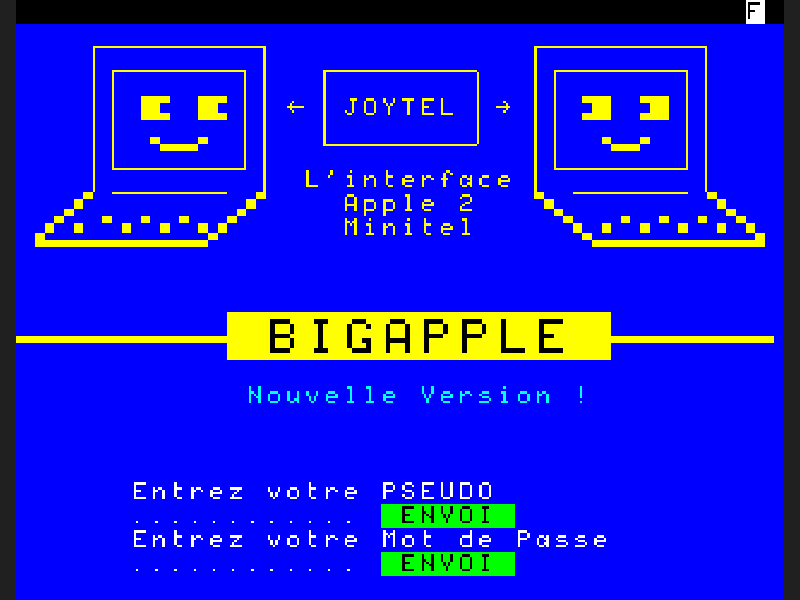 F
← JOYTEL →
L'interface
Apple 2
Minitel
BIGAPPLE
Nouvelle Version !
Entrez votre PSEUDO
............ ENVOI
Entrez votre Mot de Passe
............ ENVOI